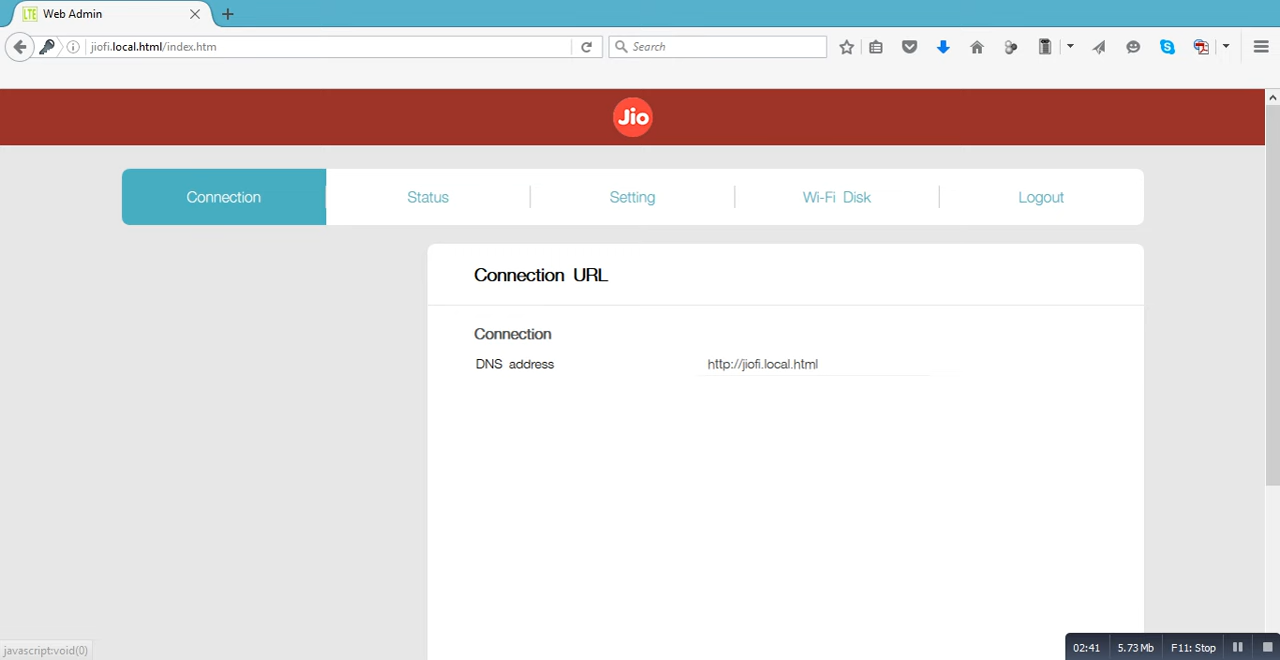 LTE Web Admin
jiofi.local.html/index.htm
Search
Jio
Connection Status Setting Wi-Fi Disk Logout
Connection URL
Connection
DNS address http://jiofi.local.html
javascript:void(0)
02:41 5.73 Mb F11: Stop